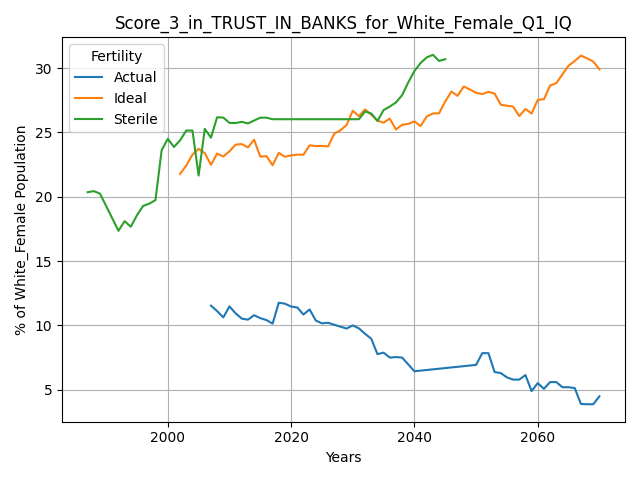 Score_3_in_TRUST_IN_BANKS_for_White_Female_Q1_IQ
Fertility
Actual
Ideal
Sterile
% of White_Female Population
30
25
20
15
10
5
2000
2020
2040
2060
Years